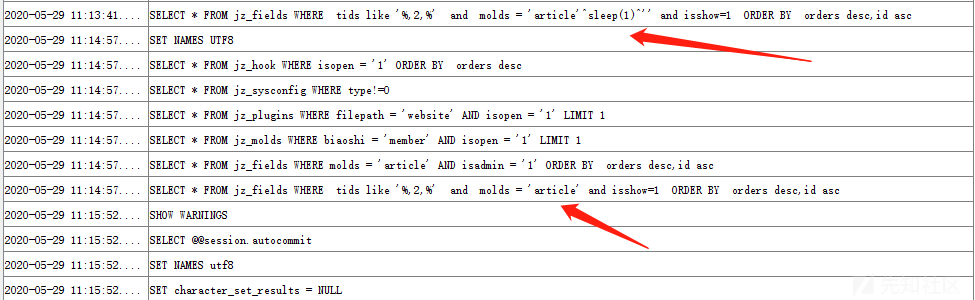 2020-05-29 11:13:41.... SELECT * FROM jz_fields WHERE  tids like '%,2,%'  and  molds = 'article'^sleep(1)^'' and isshow=1  ORDER BY  orders desc,id asc
2020-05-29 11:14:57.... SET NAMES UTF8
2020-05-29 11:14:57.... SELECT * FROM jz_hook WHERE isopen = '1' ORDER BY  orders desc
2020-05-29 11:14:57.... SELECT * FROM jz_sysconfig WHERE type!=0
2020-05-29 11:14:57.... SELECT * FROM jz_plugins WHERE filepath = 'website' AND isopen = '1' LIMIT 1
2020-05-29 11:14:57.... SELECT * FROM jz_molds WHERE biaoshi = 'member' AND isopen = '1' LIMIT 1
2020-05-29 11:14:57.... SELECT * FROM jz_fields WHERE molds = 'article' AND isadmin = '1' ORDER BY  orders desc,id asc
2020-05-29 11:14:57.... SELECT * FROM jz_fields WHERE  tids like '%,2,%'  and  molds = 'article' and isshow=1  ORDER BY  orders desc,id asc
2020-05-29 11:15:52.... SHOW WARNINGS
2020-05-29 11:15:52.... SELECT @@session.autocommit
2020-05-29 11:15:52.... SET NAMES utf8
2020-05-29 11:15:52.... SET character_set_results = NULL
先知社区